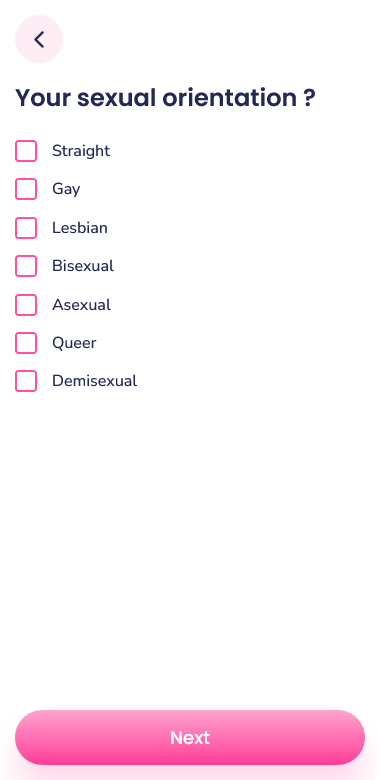 Your sexual orientation ?
Straight
Gay
Lesbian
Bisexual
Asexual
Queer
Demisexual
Next